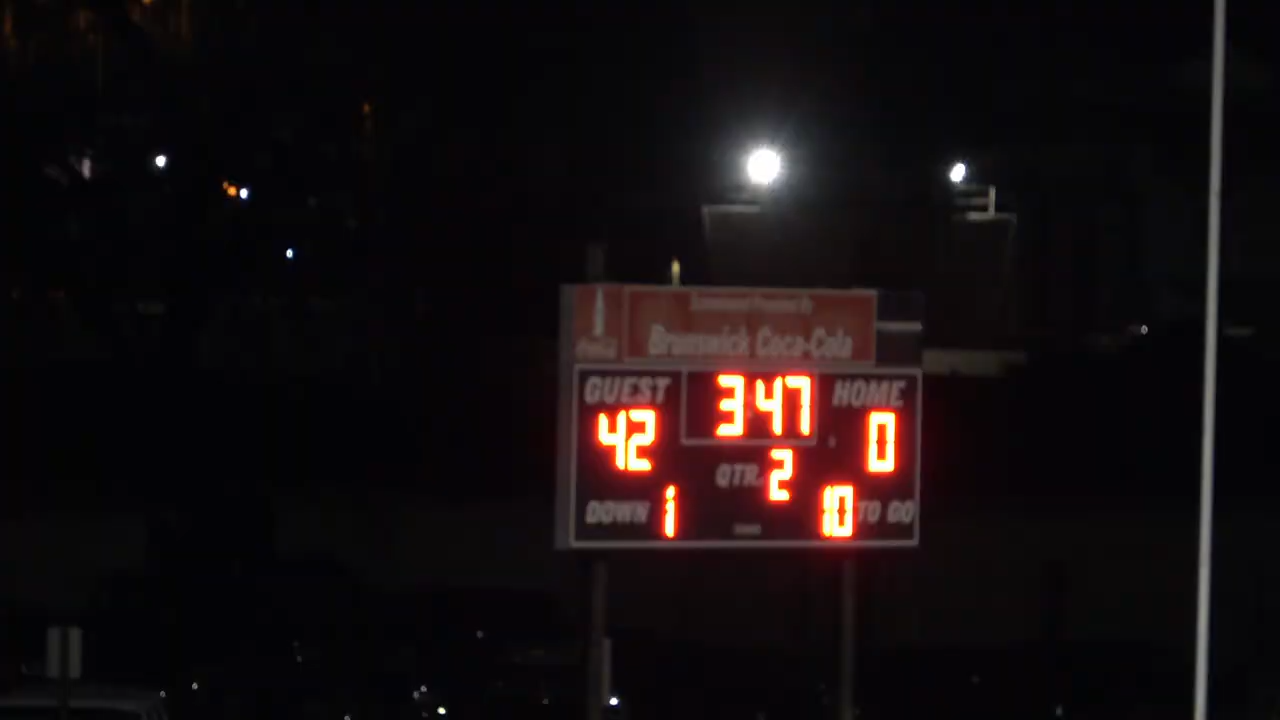 Brunswick Coca-Cola
GUEST 3 47 HOME
42 0
QTR. 2
DOWN 1 10 TO GO